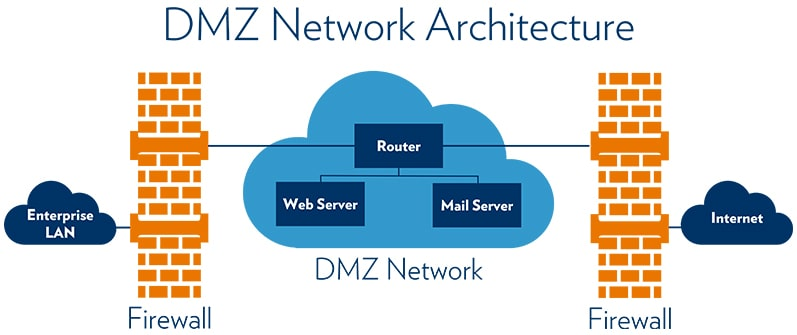 DMZ Network Architecture
Router
Web Server
Mail Server
Enterprise
LAN
Internet
DMZ Network
Firewall
Firewall